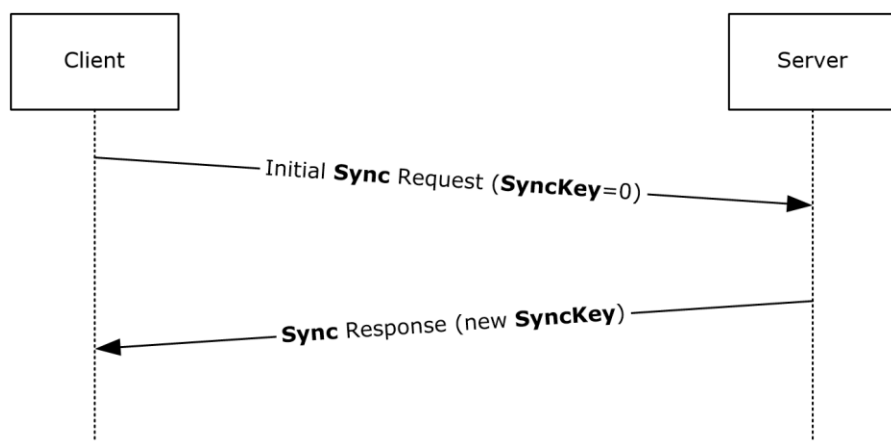 Client
Server
Initial Sync Request (SyncKey=0)
Sync Response (new SyncKey)